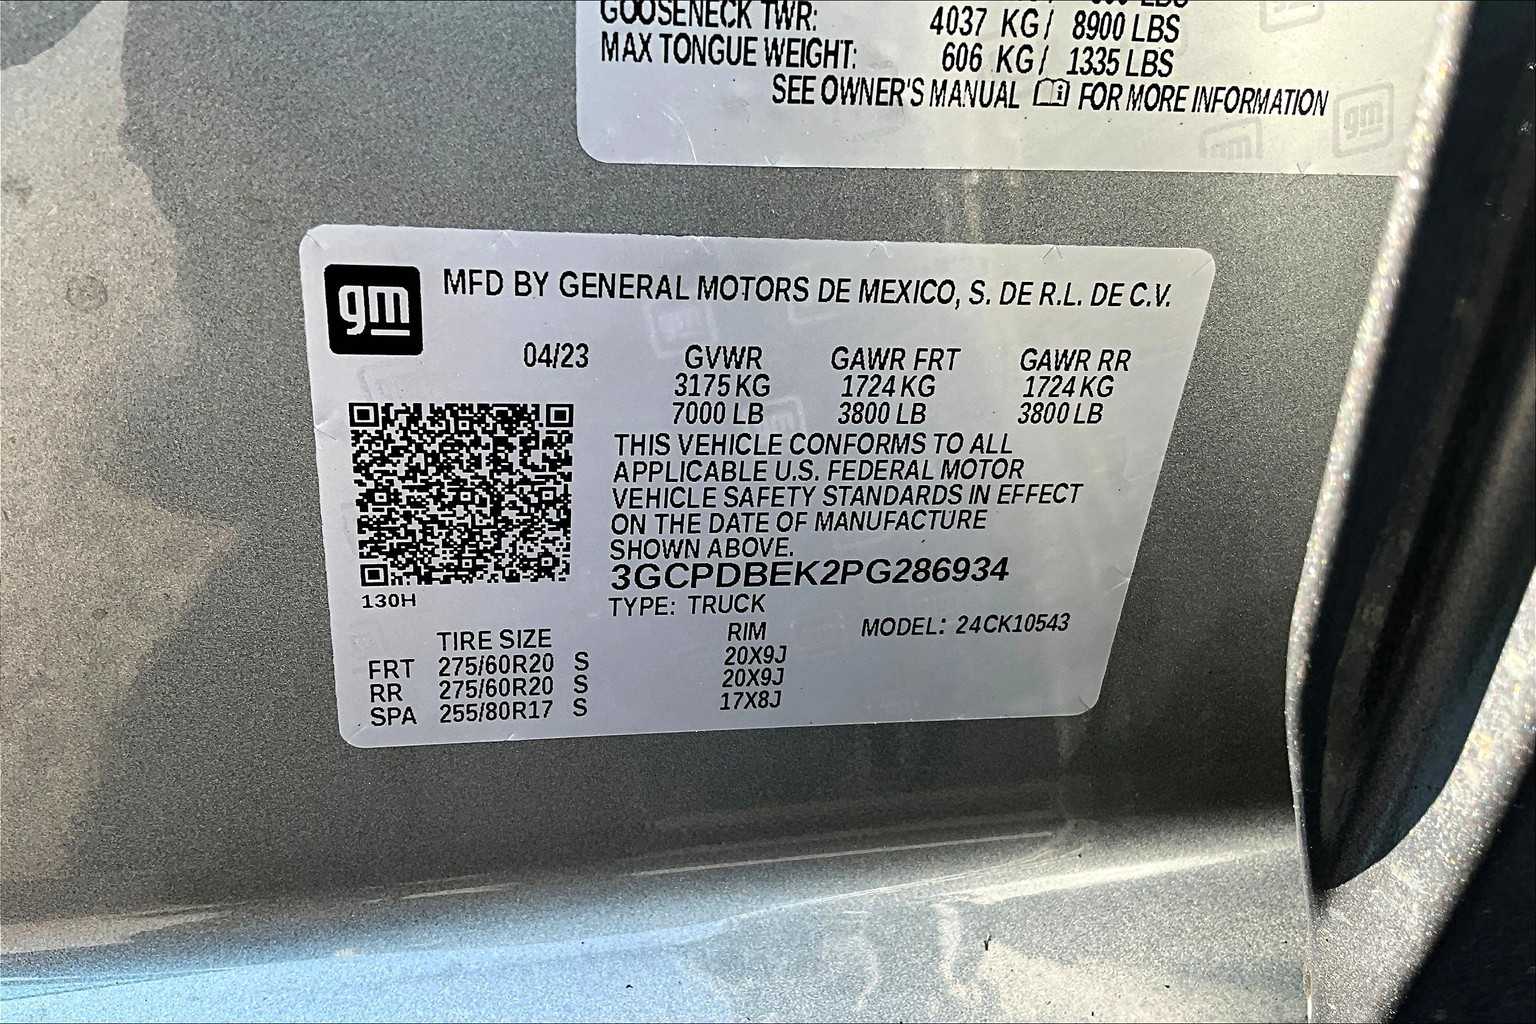 GOOSENECK TWR: 4037 KG / 8900 LBS
MAX TONGUE WEIGHT: 606 KG / 1335 LBS
SEE OWNER'S MANUAL FOR MORE INFORMATION
gm
gm
gm MFD BY GENERAL MOTORS DE MEXICO, S. DE R.L. DE C.V.
04/23 GVWR GAWR FRT GAWR RR
3175 KG 1724 KG 1724 KG
7000 LB 3800 LB 3800 LB
THIS VEHICLE CONFORMS TO ALL
APPLICABLE U.S. FEDERAL MOTOR
VEHICLE SAFETY STANDARDS IN EFFECT
ON THE DATE OF MANUFACTURE
SHOWN ABOVE.
3GCPDBEK2PG286934
130H
TYPE: TRUCK
MODEL: 24CK10543
TIRE SIZE RIM
FRT 275/60R20 S 20X9J
RR 275/60R20 S 20X9J
SPA 255/80R17 S 17X8J